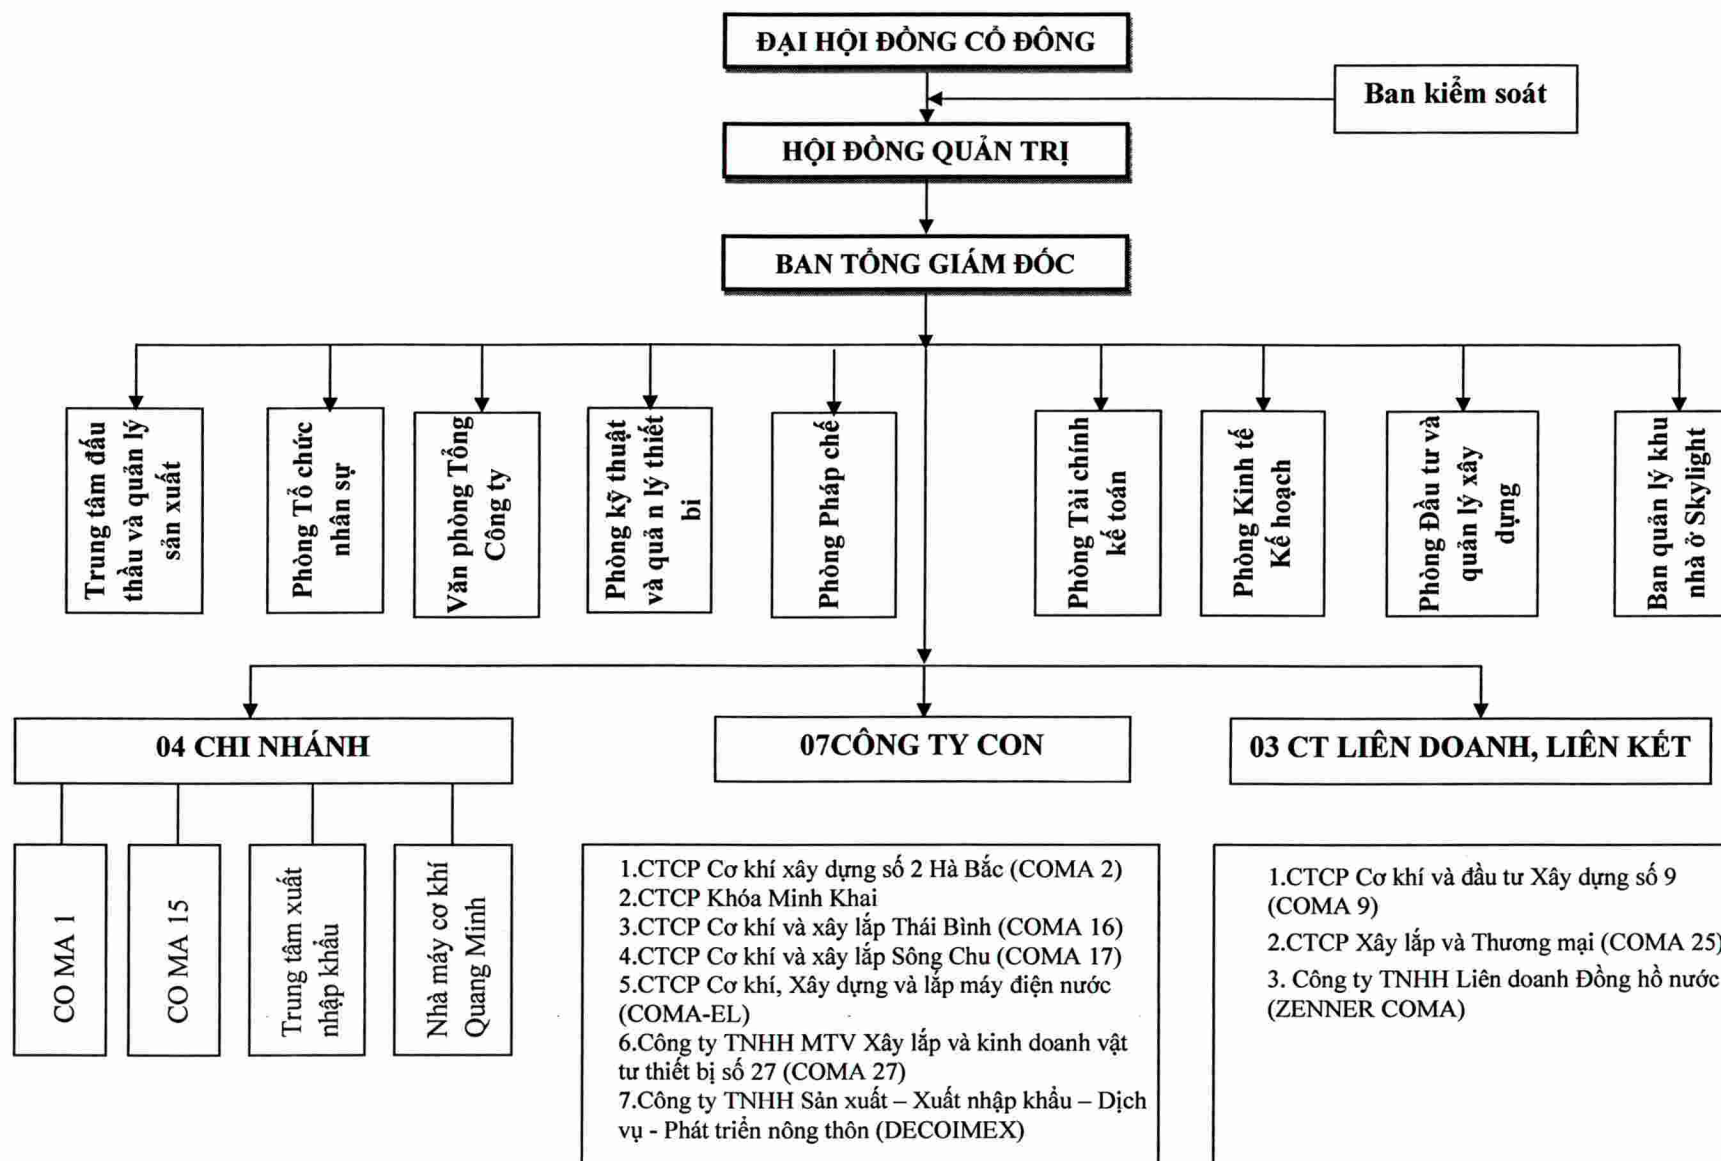 ĐẠI HỘI ĐỒNG CỔ ĐÔNG
Ban kiểm soát
HỘI ĐỒNG QUẢN TRỊ
BAN TỔNG GIÁM ĐỐC
Trung tâm đấu
thầu và quản lý
sản xuất
Phòng Tổ chức
nhân sự
Văn phòng Tổng
Công ty
Phòng kỹ thuật
và quả n lý thiết
bi
Phòng Pháp chế
Phòng Tài chính
kế toán
Phòng Kinh tế
Kế hoạch
Phòng Đầu tư và
quản lý xây
dựng
Ban quản lý khu
nhà ở Skylight
04 CHI NHÁNH
07CÔNG TY CON
03 CT LIÊN DOANH, LIÊN KẾT
CO MA 1
CO MA 15
Trung tâm xuất
nhập khẩu
Nhà máy cơ khí
Quang Minh
1.CTCP Cơ khí xây dựng số 2 Hà Bắc (COMA 2)
2.CTCP Khóa Minh Khai
3.CTCP Cơ khí và xây lắp Thái Bình (COMA 16)
4.CTCP Cơ khí và xây lắp Sông Chu (COMA 17)
5.CTCP Cơ khí, Xây dựng và lắp máy điện nước
(COMA-EL)
6.Công ty TNHH MTV Xây lắp và kinh doanh vật
tư thiết bị số 27 (COMA 27)
7.Công ty TNHH Sản xuất – Xuất nhập khẩu – Dịch
vụ - Phát triển nông thôn (DECOIMEX)
1.CTCP Cơ khí và đầu tư Xây dựng số 9
(COMA 9)
2.CTCP Xây lắp và Thương mại (COMA 25)
3. Công ty TNHH Liên doanh Đồng hồ nước
(ZENNER COMA)